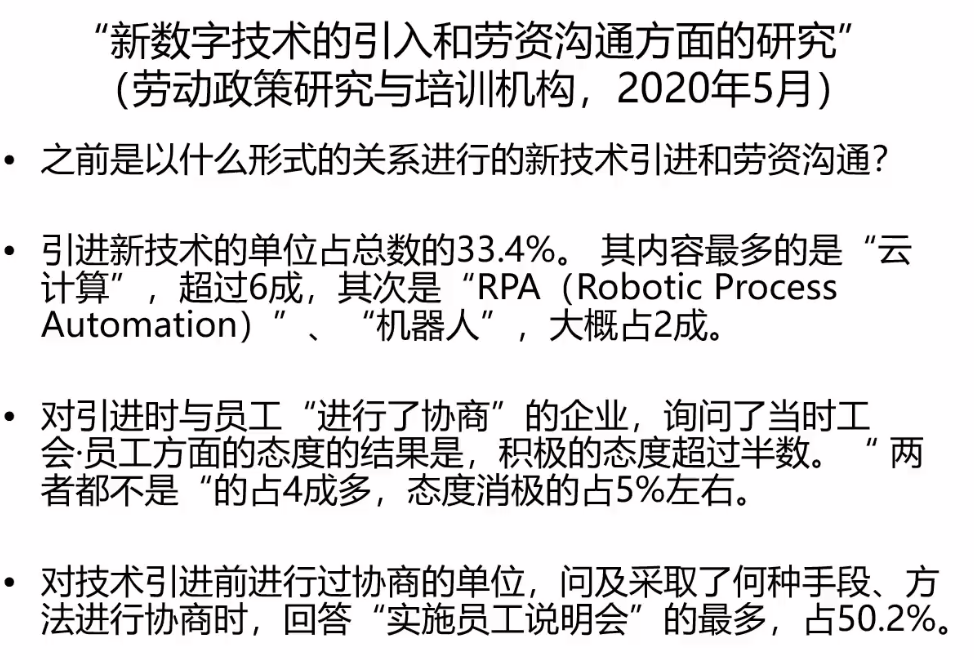 “新数字技术的引入和劳资沟通方面的研究”
（劳动政策研究与培训机构，2020年5月）
• 之前是以什么形式的关系进行的新技术引进和劳资沟通？
• 引进新技术的单位占总数的33.4%。 其内容最多的是“云
计算”，超过6成，其次是“RPA（Robotic Process
Automation）”、“机器人”，大概占2成。
• 对引进时与员工“进行了协商”的企业，询问了当时工
会·员工方面的态度的结果是，积极的态度超过半数。“ 两
者都不是“的占4成多，态度消极的占5%左右。
• 对技术引进前进行过协商的单位，问及采取了何种手段、方
法进行协商时，回答“实施员工说明会”的最多，占50.2%。